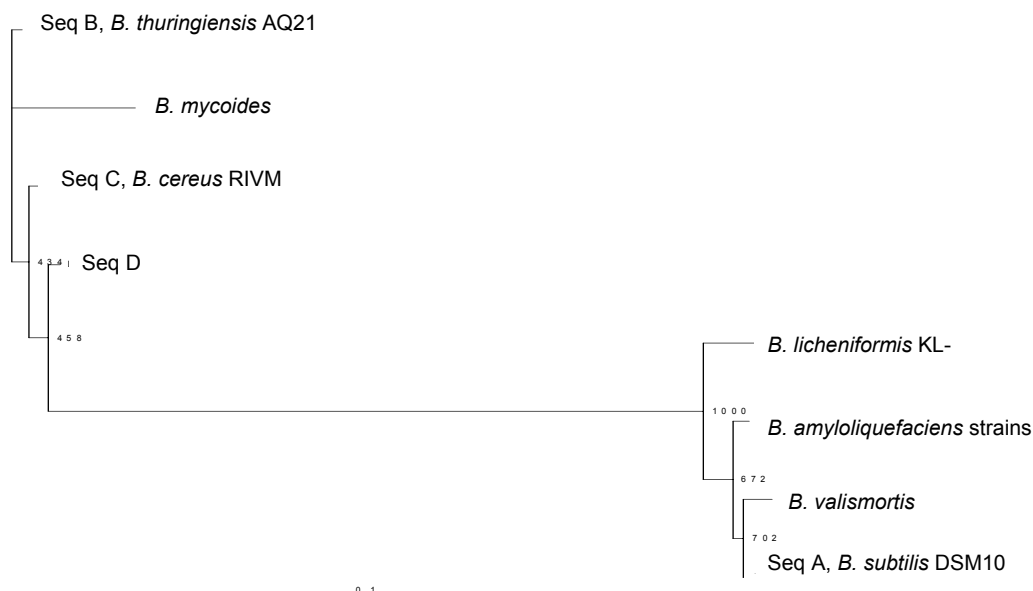 Seq B, B. thuringiensis AQ21
B. mycoides
Seq C, B. cereus RIVM
434
Seq D
458
B. licheniformis KL-
1000
B. amyloliquefaciens strains
672
B. valismortis
702
Seq A, B. subtilis DSM10
0.1